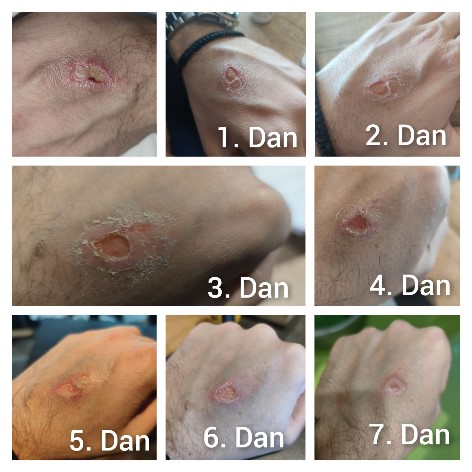 1. Dan
2. Dan
3. Dan
4. Dan
5. Dan
6. Dan
7. Dan